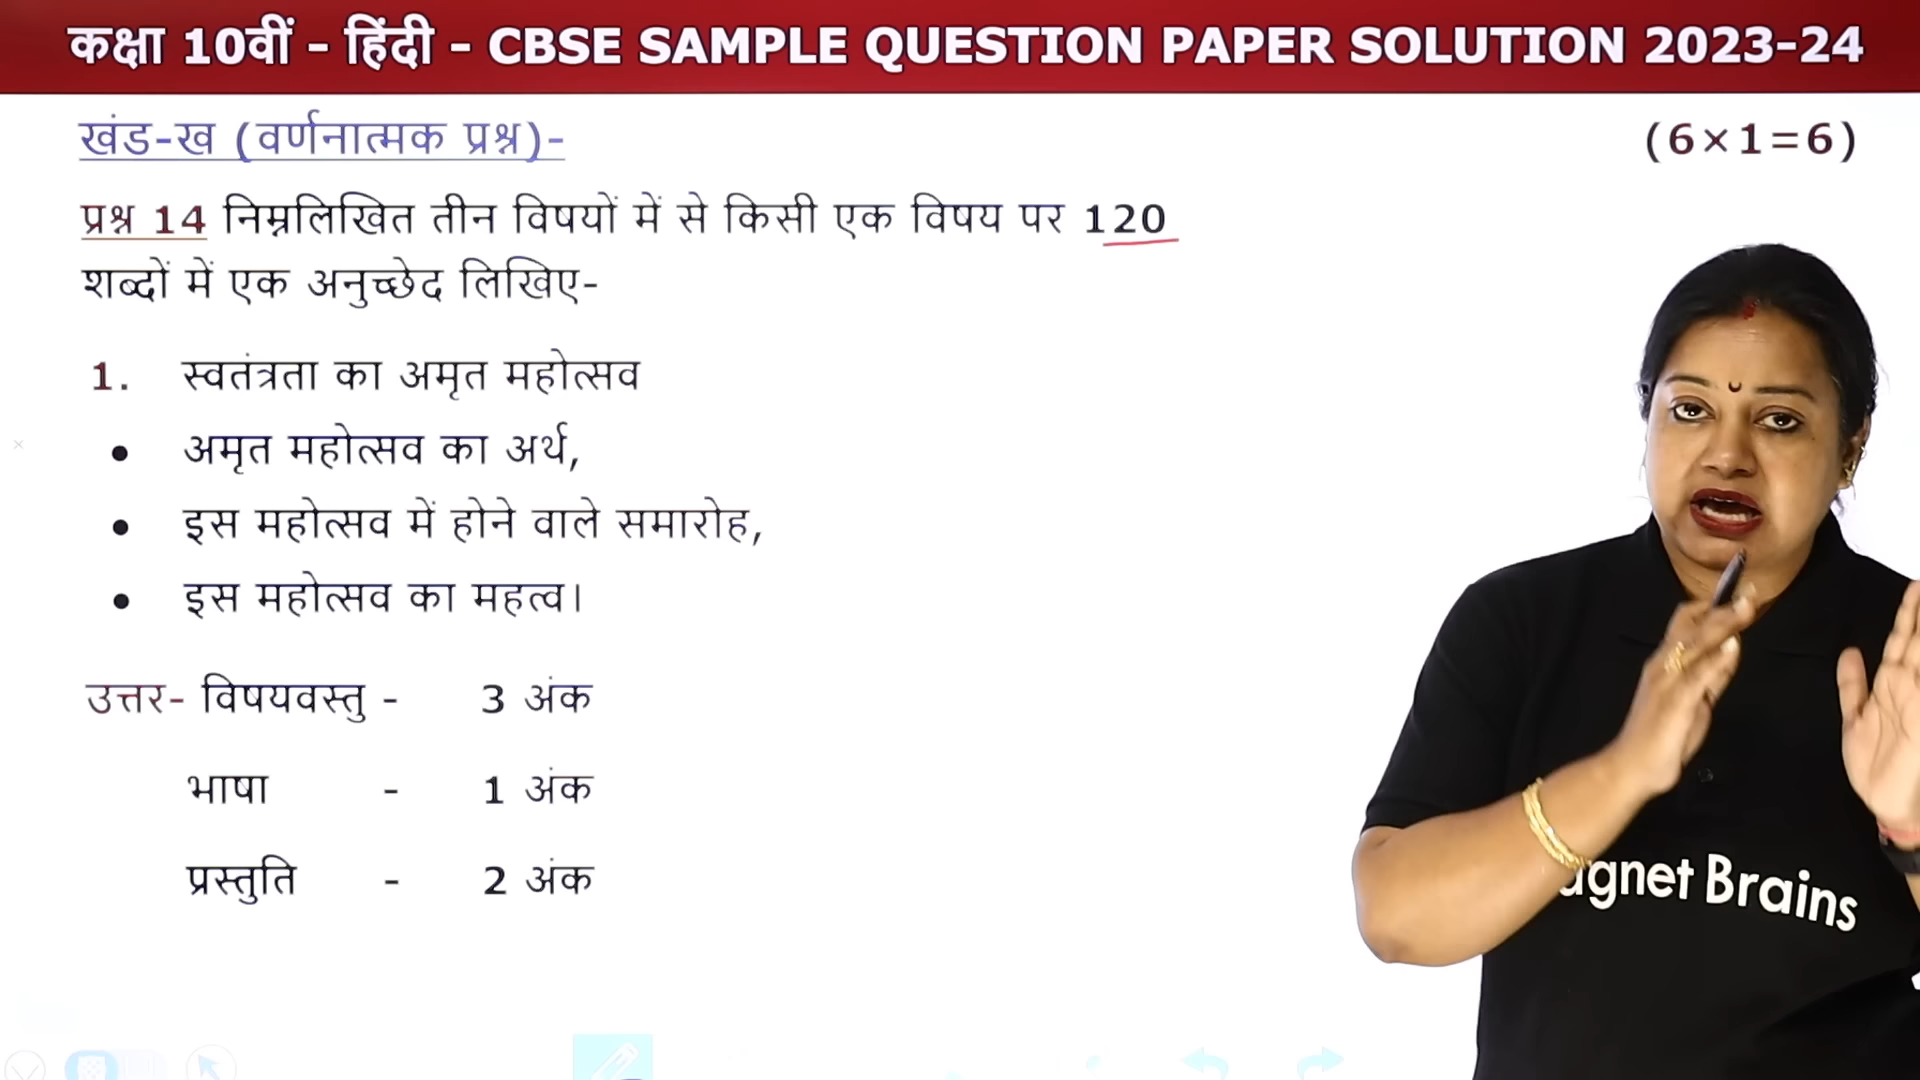 कक्षा 10वीं - हिंदी - CBSE SAMPLE QUESTION PAPER SOLUTION 2023-24
खंड-ख (वर्णनात्मक प्रश्न)- (6×1=6)
प्रश्न 14 निम्नलिखित तीन विषयों में से किसी एक विषय पर 120
शब्दों में एक अनुच्छेद लिखिए-
1. स्वतंत्रता का अमृत महोत्सव
• अमृत महोत्सव का अर्थ,
• इस महोत्सव में होने वाले समारोह,
• इस महोत्सव का महत्व।
उत्तर- विषयवस्तु - 3 अंक
भाषा - 1 अंक
प्रस्तुति - 2 अंक
agnet Brains